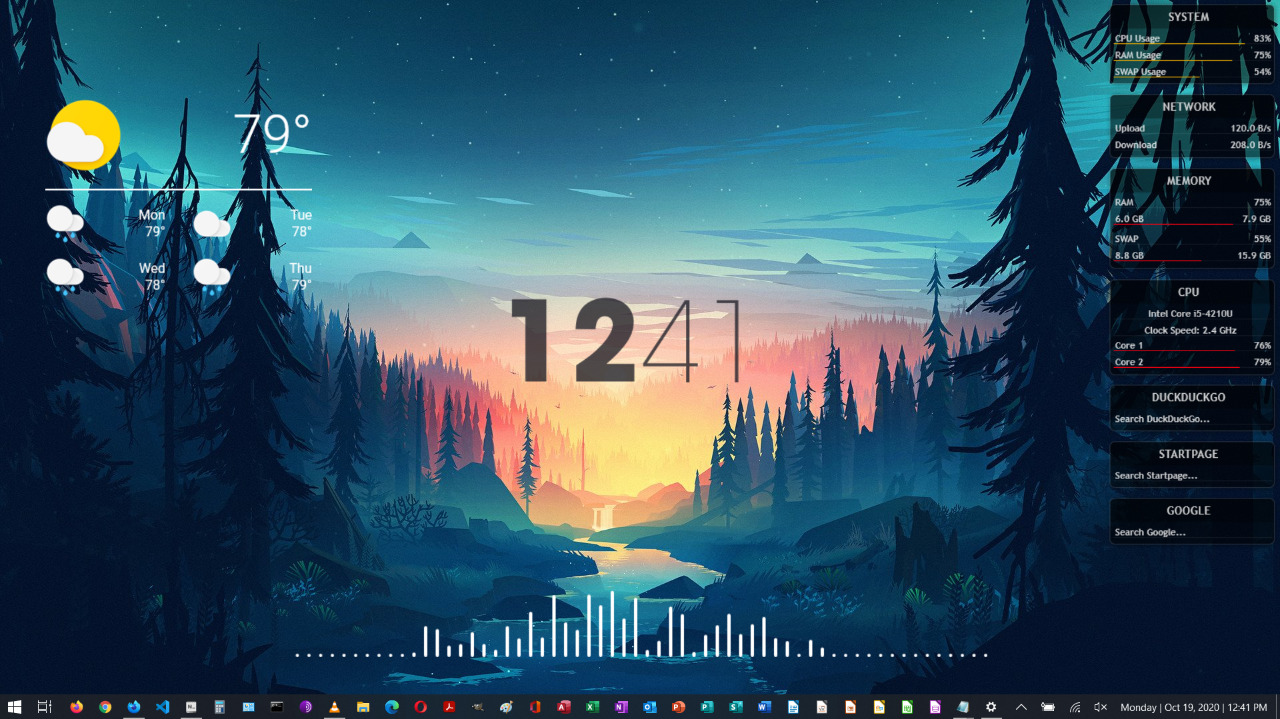 79°
Mon
79°
Tue
78°
Wed
78°
Thu
79°
1241
SYSTEM
CPU Usage 83%
RAM Usage 75%
SWAP Usage 54%
NETWORK
Upload 120.0 B/s
Download 208.0 B/s
MEMORY
RAM 75%
6.0 GB 7.9 GB
SWAP 55%
8.8 GB 15.9 GB
CPU
Intel Core i5-4210U
Clock Speed: 2.4 GHz
Core 1 76%
Core 2 79%
DUCKDUCKGO
Search DuckDuckGo...
STARTPAGE
Search Startpage...
GOOGLE
Search Google...
Monday | Oct 19, 2020 | 12:41 PM